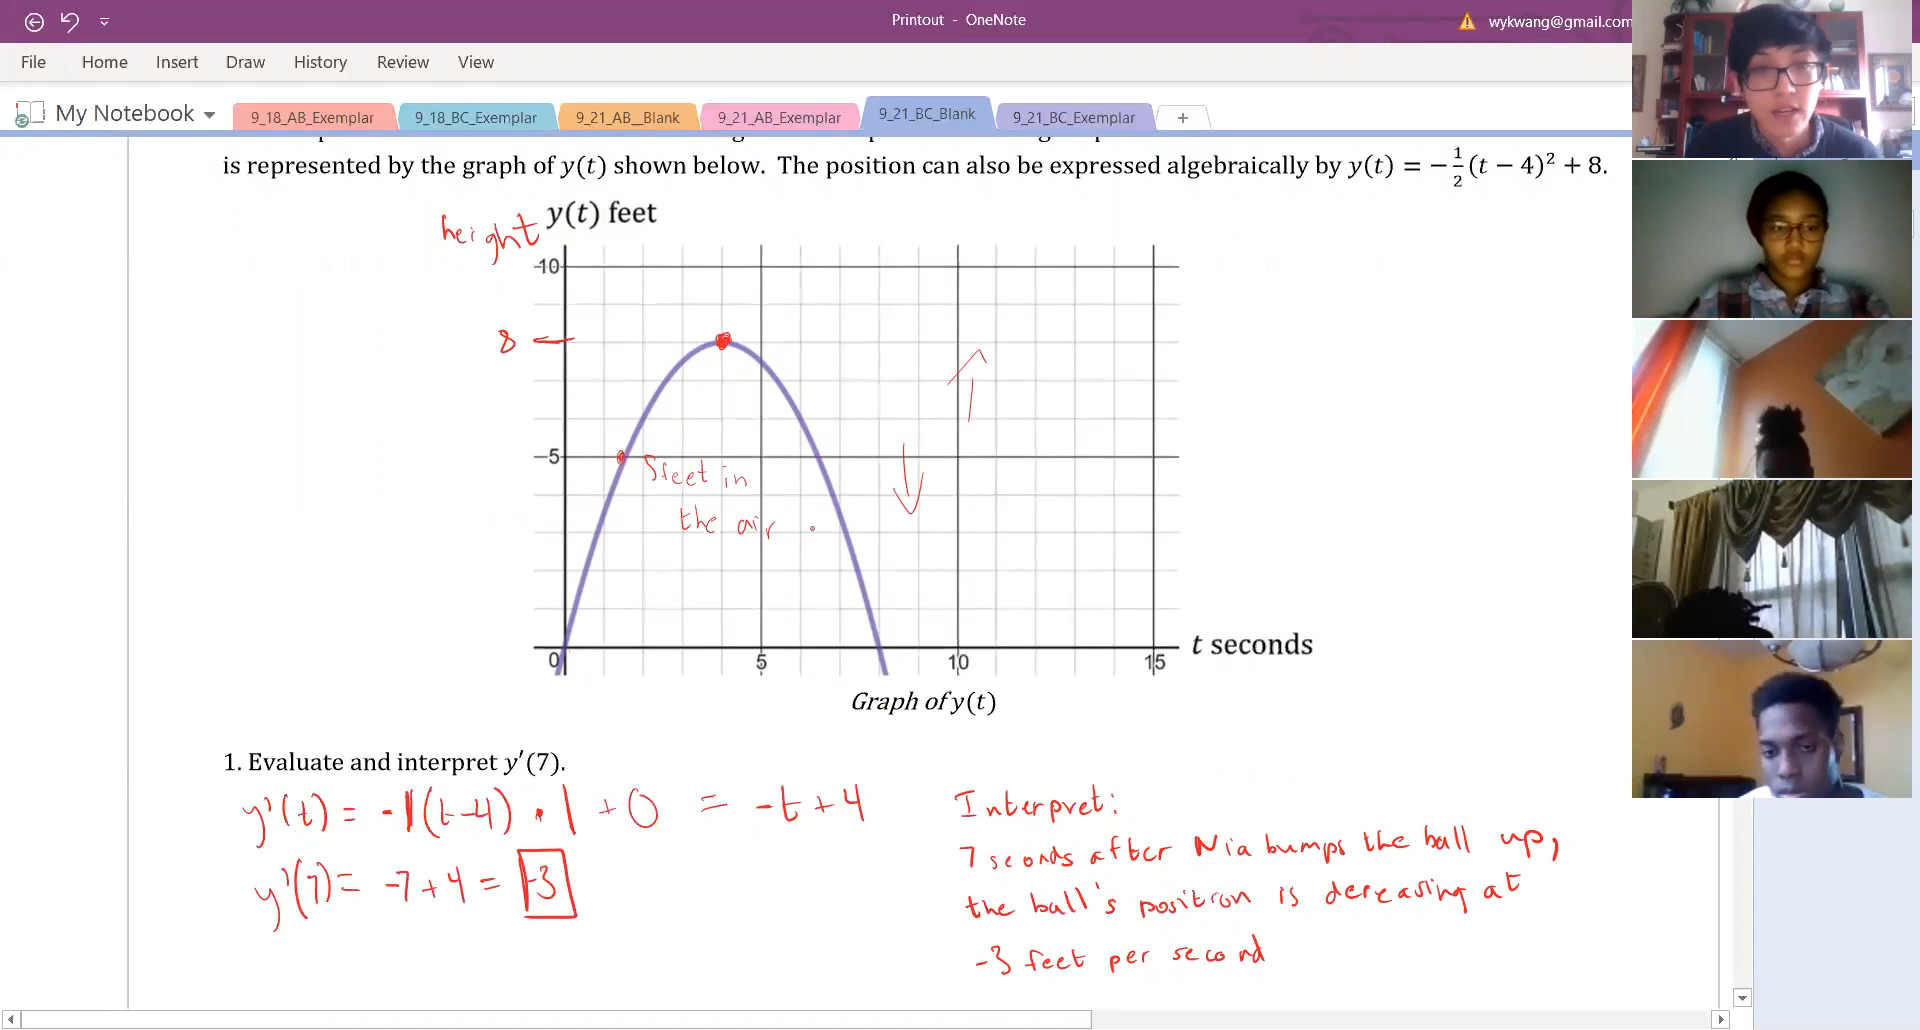 Printout - OneNote
wykwang@gmail.com
File Home Insert Draw History Review View
My Notebook
9_18_AB_Exemplar 9_18_BC_Exemplar 9_21_AB__Blank 9_21_AB_Exemplar 9_21_BC_Blank 9_21_BC_Exemplar +
is represented by the graph of y(t) shown below. The position can also be expressed algebraically by y(t) = −1/2(t − 4)² + 8.
height y(t) feet
10
8
5
5feet in
the air
0 5 10 15
t seconds
Graph of y(t)
1. Evaluate and interpret y′(7).
y'(t) = -1(t-4) · 1 + 0 = -t + 4
y'(7) = -7 + 4 = -3
Interpret:
7 seconds after Nia bumps the ball up,
the ball's position is decreasing at
-3 feet per second